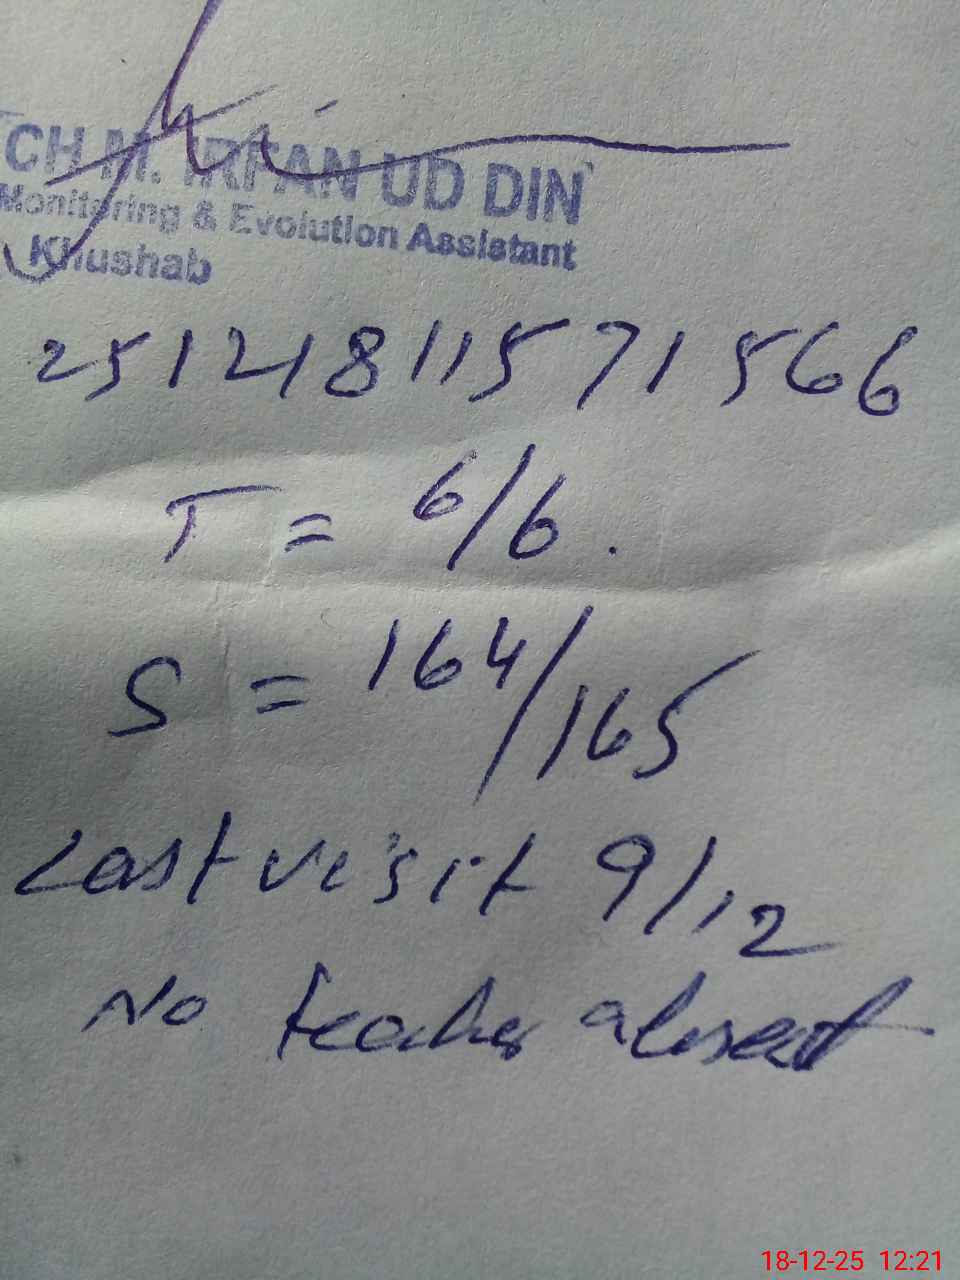 CH M. IRFAN UD DIN
Monitoring & Evolution Assistant
Khushab
25121811571566
T = 6/6.
S = 164/165
Last visit 9/12
No teacher absent
18-12-25 12:21